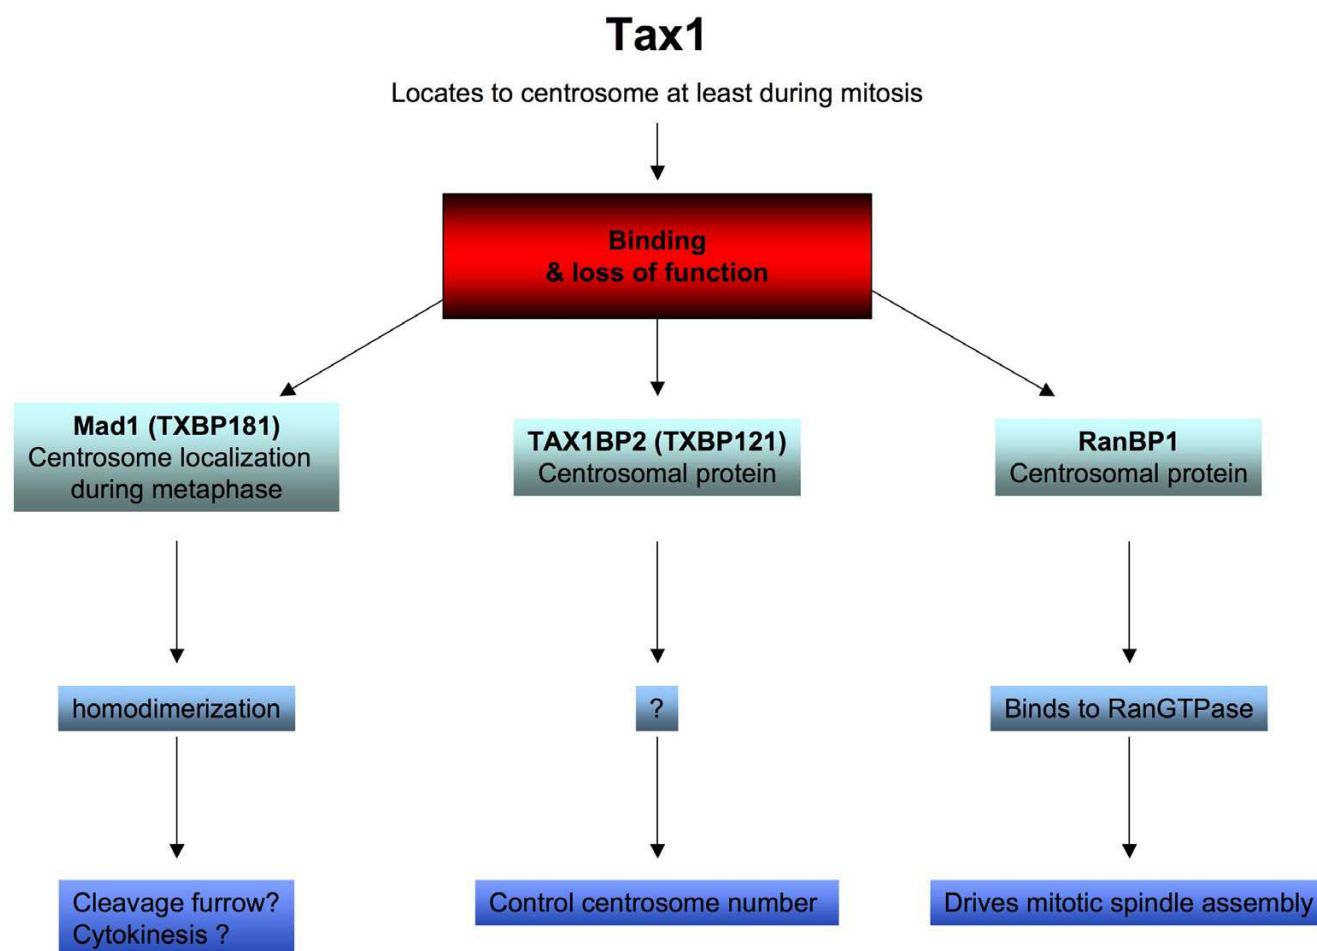 Tax1
Locates to centrosome at least during mitosis
Binding
& loss of function
Mad1 (TXBP181)
Centrosome localization
during metaphase
TAX1BP2 (TXBP121)
Centrosomal protein
RanBP1
Centrosomal protein
homodimerization
?
Binds to RanGTPase
Cleavage furrow?
Cytokinesis ?
Control centrosome number
Drives mitotic spindle assembly